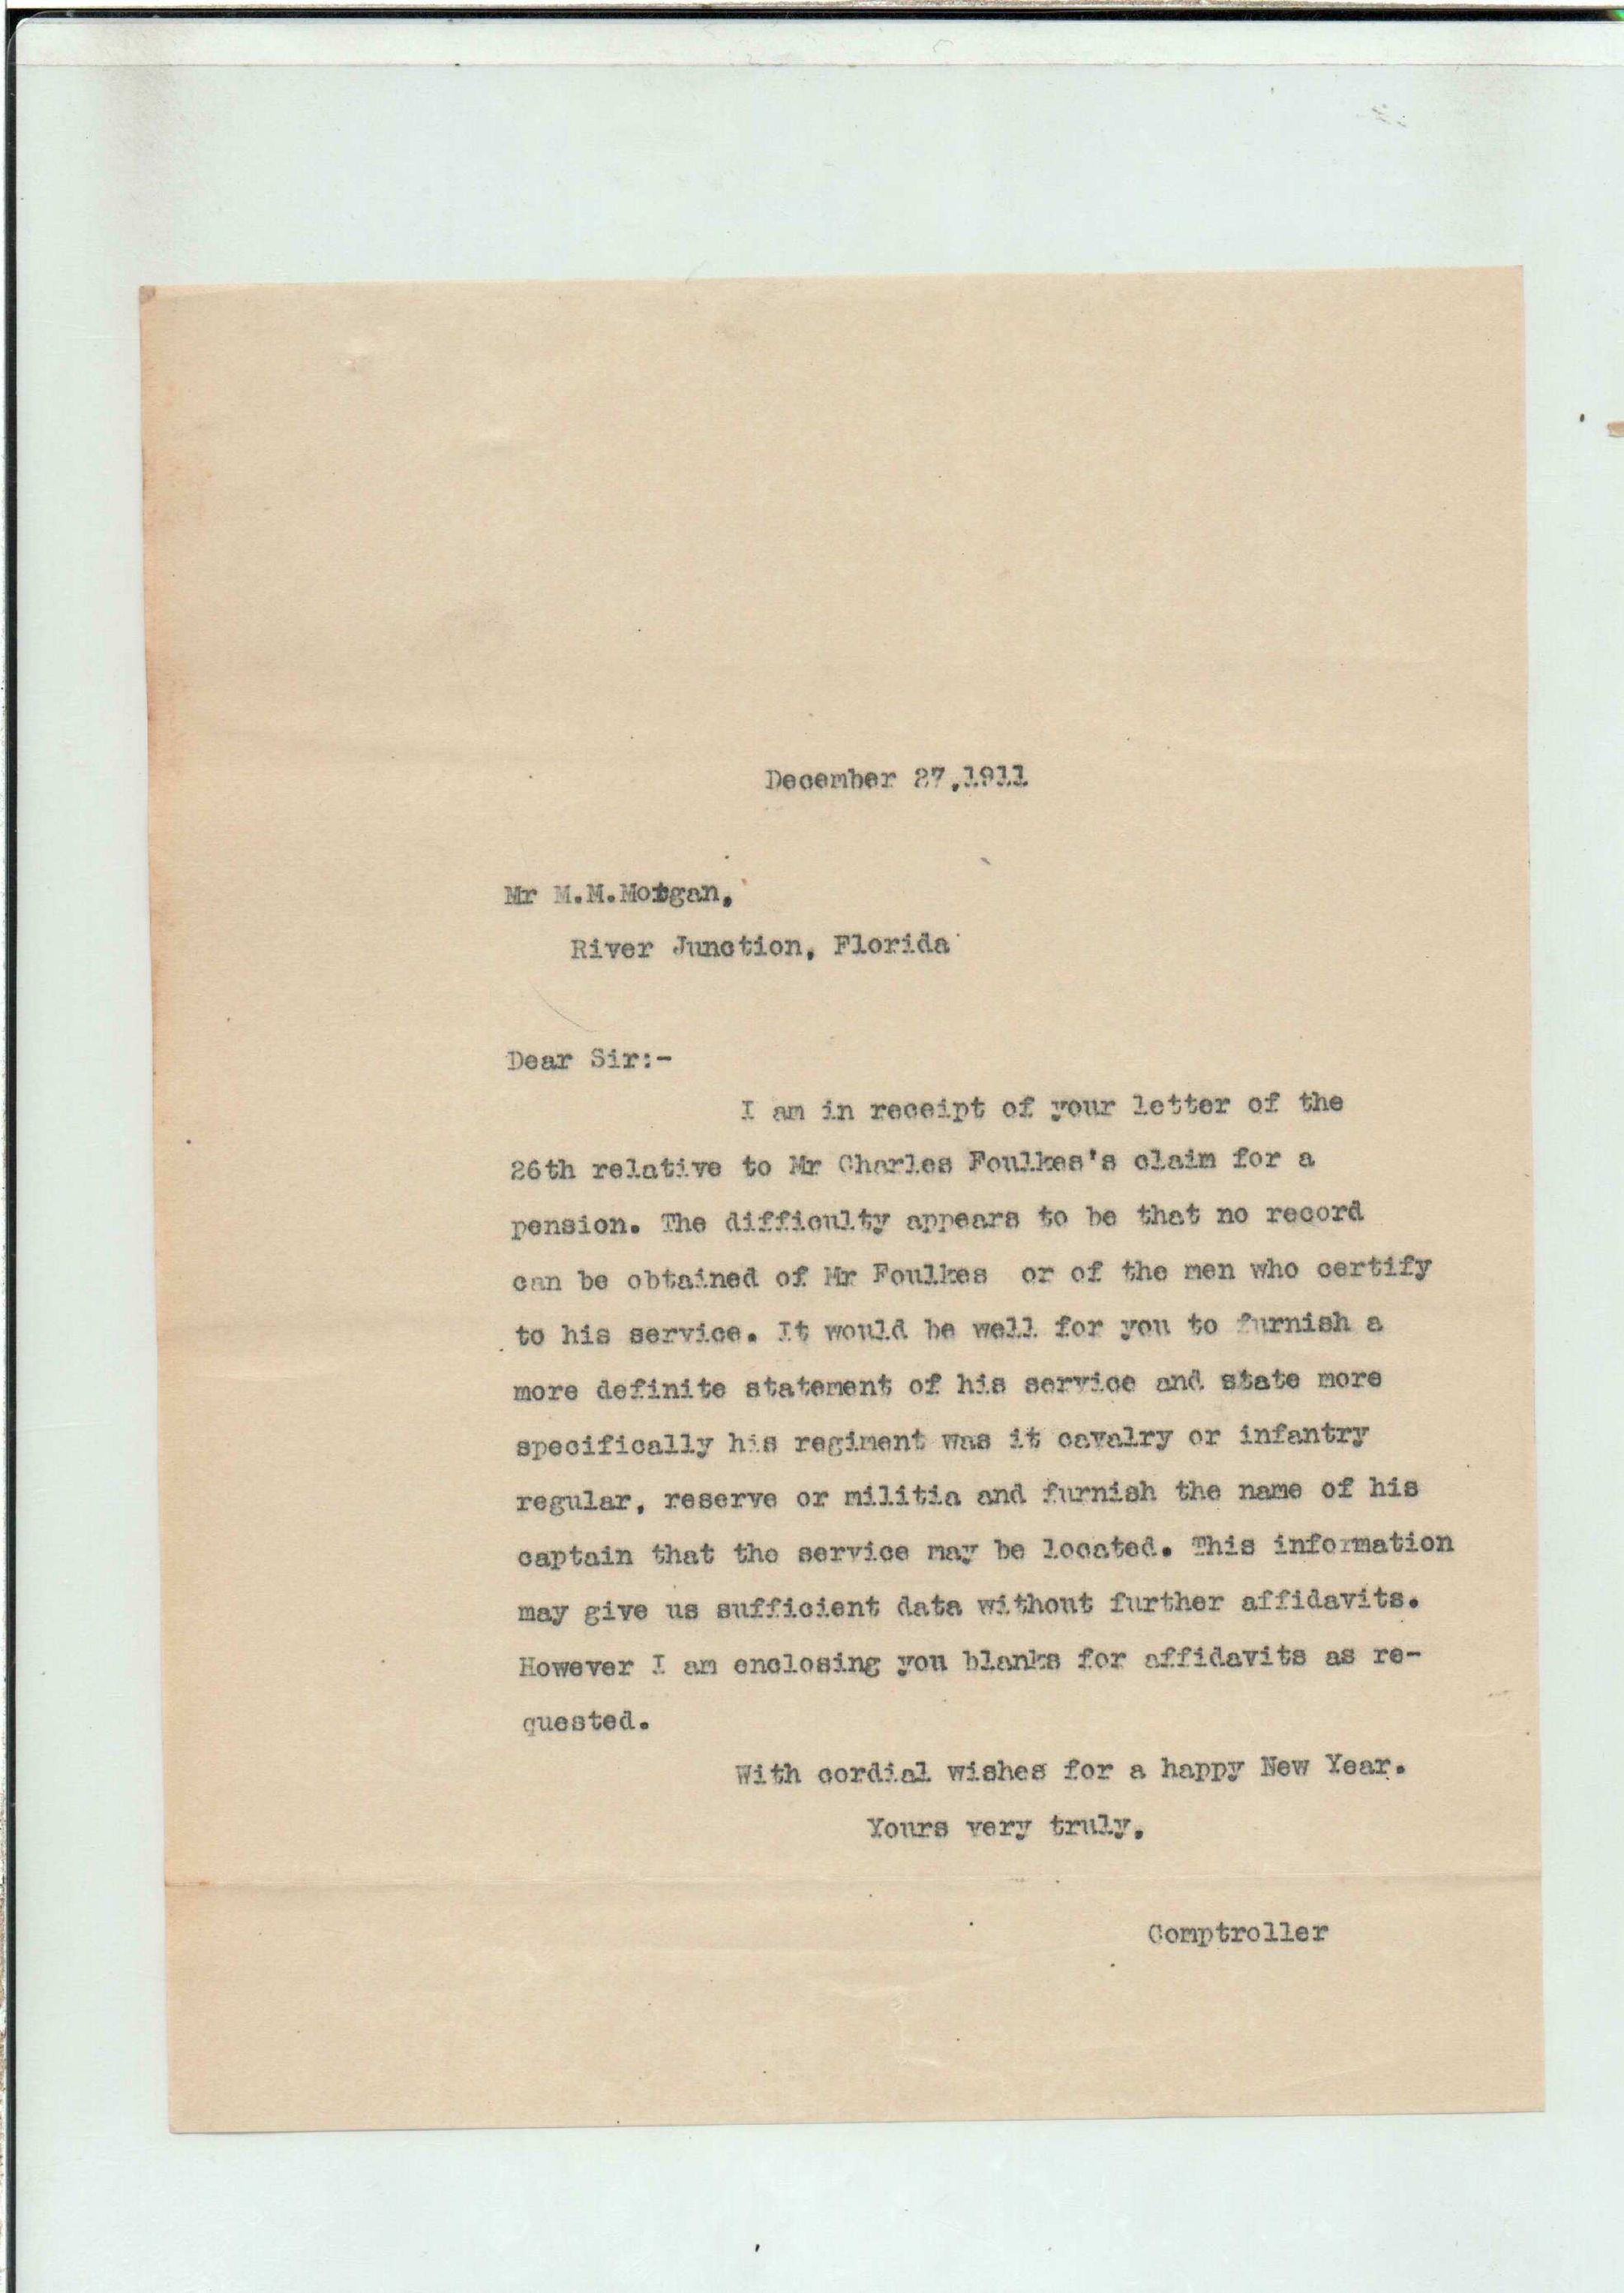 December 27,1911
Mr M.M.Morgan,
River Junction, Florida
Dear Sir:-
I am in receipt of your letter of the
26th relative to Mr Charles Foulkes's claim for a
pension. The difficulty appears to be that no record
can be obtained of Mr Foulkes or of the men who certify
to his service. It would be well for you to furnish a
more definite statement of his service and state more
specifically his regiment was it cavalry or infantry
regular, reserve or militia and furnish the name of his
captain that the service may be located. This information
may give us sufficient data without further affidavits.
However I am enclosing you blanks for affidavits as re-
quested.
With cordial wishes for a happy New Year.
Yours very truly,
Comptroller